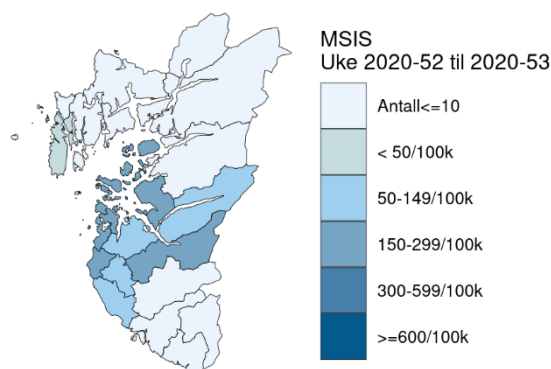 MSIS
Uke 2020-52 til 2020-53
Antall<=10
< 50/100k
50-149/100k
150-299/100k
300-599/100k
>=600/100k